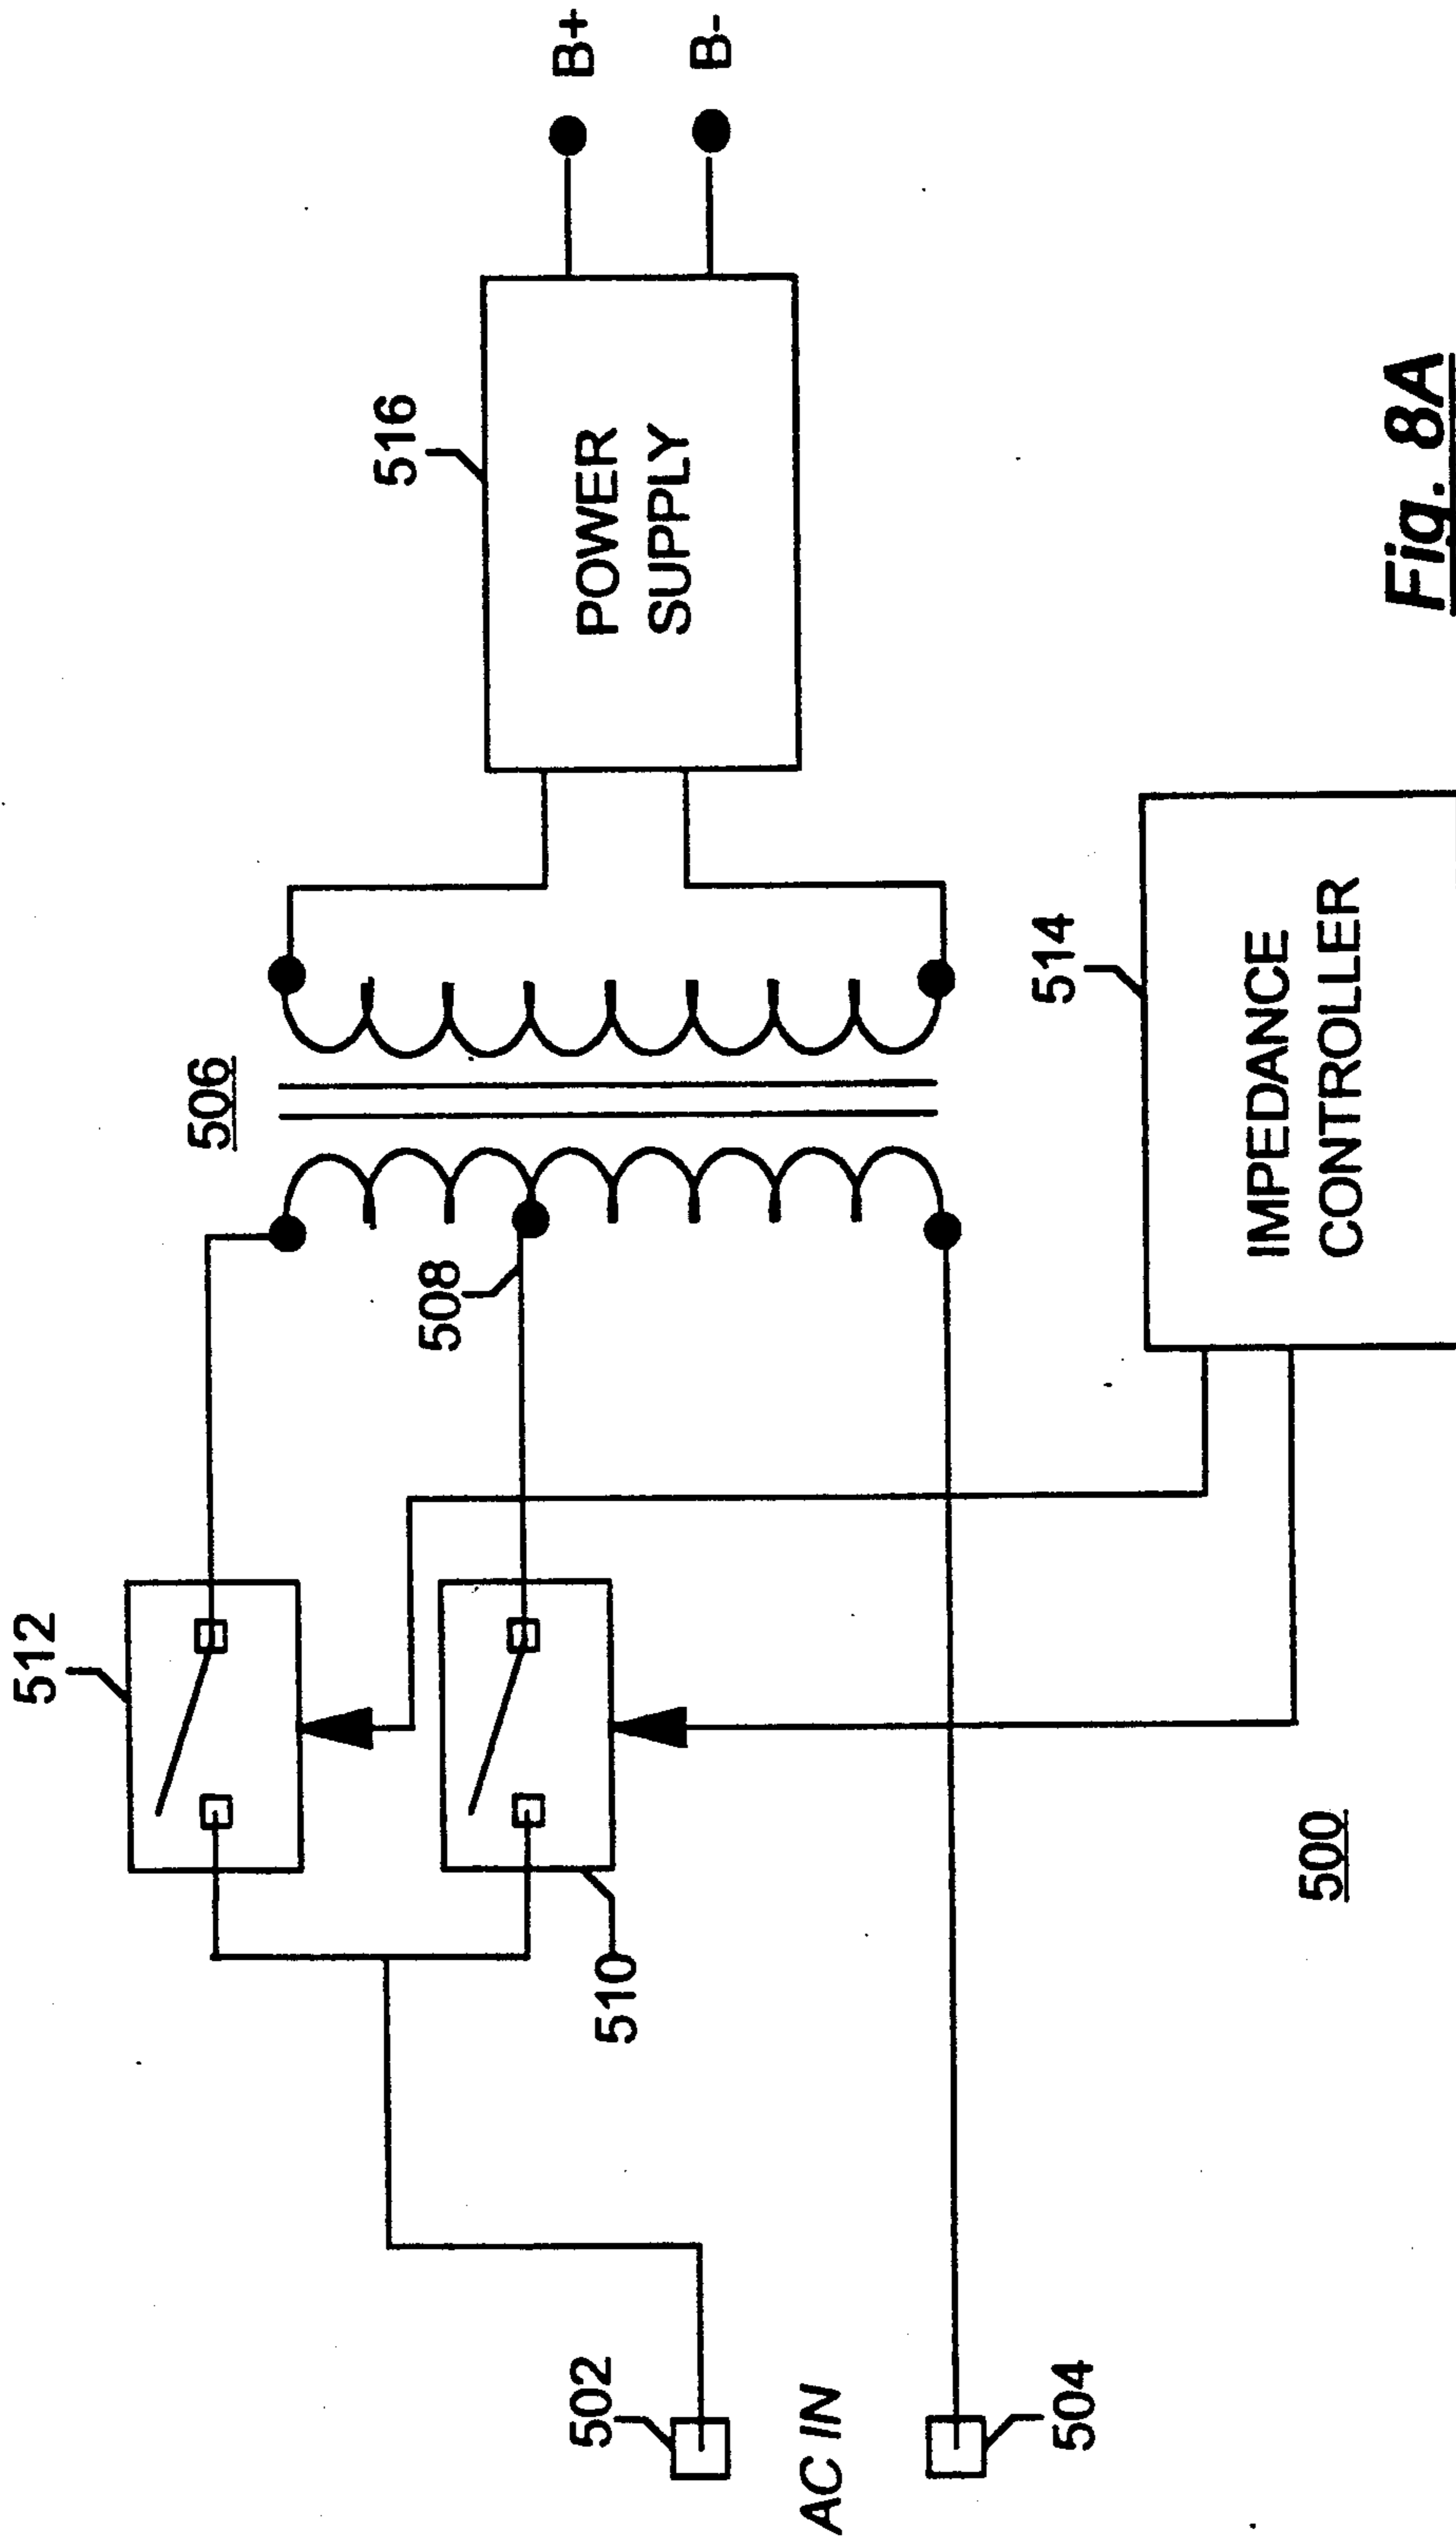 512
506
B+
B-
516
POWER
SUPPLY
508
510
502
AC IN
504
514
IMPEDANCE
CONTROLLER
500
Fig. 8A